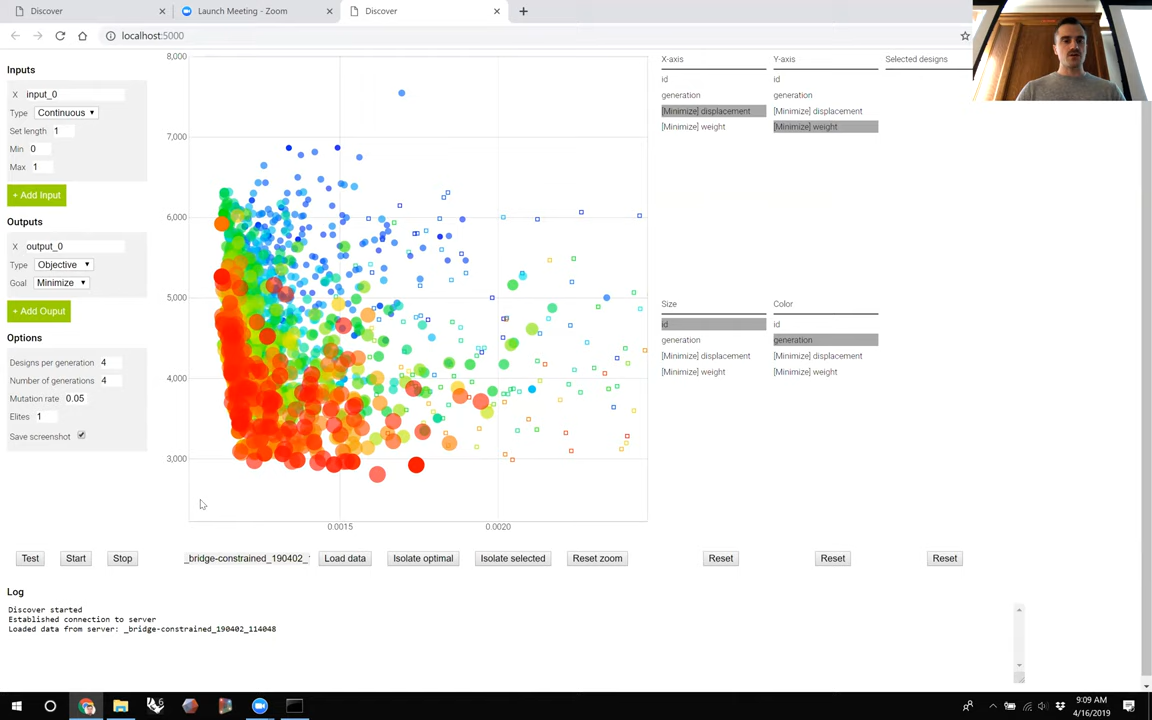 Discover
Launch Meeting - Zoom
Discover
localhost:5000
Inputs
X input_0
Type Continuous
Set length 1
Min 0
Max 1
+ Add Input
Outputs
X output_0
Type Objective
Goal Minimize
+ Add Ouput
Options
Designs per generation 4
Number of generations 4
Mutation rate 0.05
Elites 1
Save screenshot
8,000
7,000
6,000
5,000
4,000
3,000
0.0015
0.0020
X-axis
id
generation
[Minimize] displacement
[Minimize] weight
Y-axis
id
generation
[Minimize] displacement
[Minimize] weight
Selected designs
Size
id
generation
[Minimize] displacement
[Minimize] weight
Color
id
generation
[Minimize] displacement
[Minimize] weight
Test
Start
Stop
_bridge-constrained_190402_
Load data
Isolate optimal
Isolate selected
Reset zoom
Reset
Reset
Reset
Log
Discover started
Established connection to server
Loaded data from server: _bridge-constrained_190402_114048
9:09 AM
4/16/2019